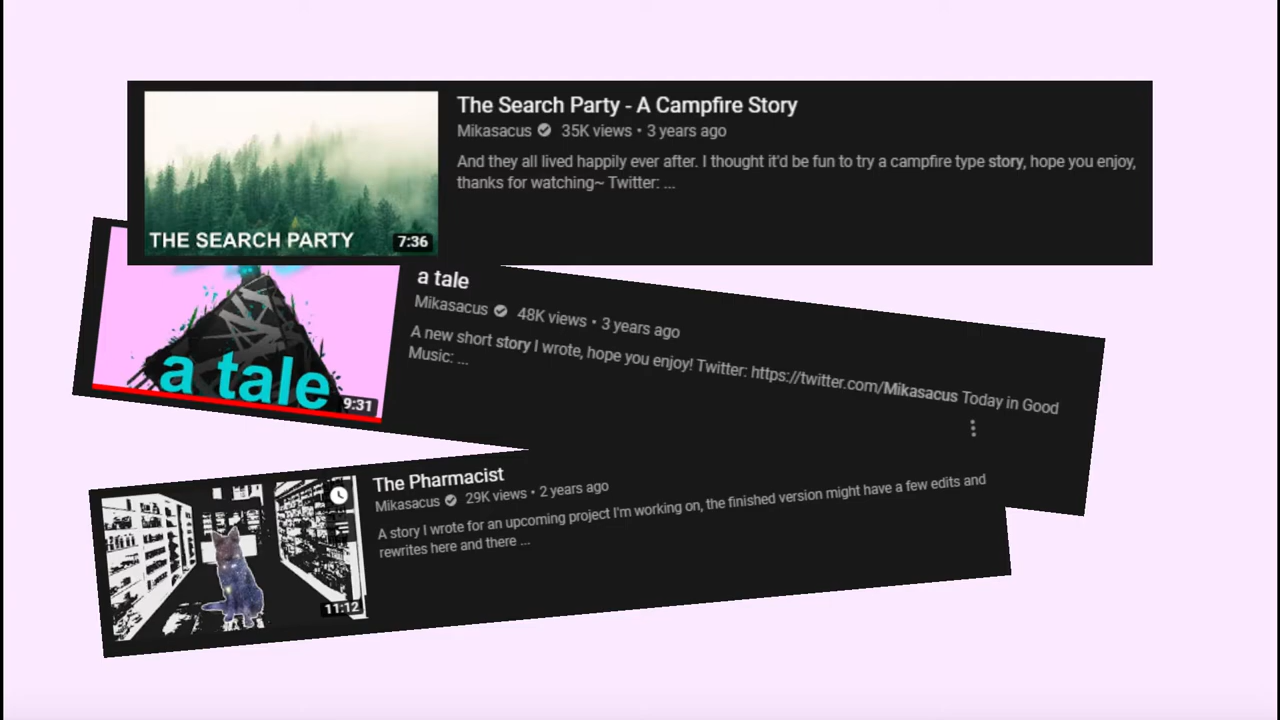 The Search Party - A Campfire Story
Mikasacus 35K views • 3 years ago
And they all lived happily ever after. I thought it'd be fun to try a campfire type story, hope you enjoy,
thanks for watching~ Twitter: ...
THE SEARCH PARTY
7:36
a tale
Mikasacus 48K views • 3 years ago
A new short story I wrote, hope you enjoy! Twitter: https://twitter.com/Mikasacus Today in Good
Music: ...
a tale
9:31
The Pharmacist
Mikasacus 29K views • 2 years ago
A story I wrote for an upcoming project I'm working on, the finished version might have a few edits and
rewrites here and there ...
11:12